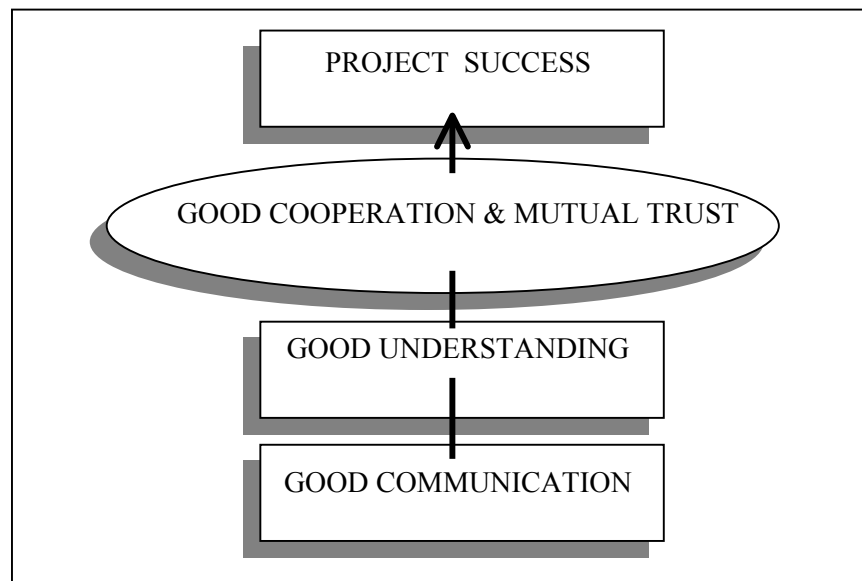 PROJECT SUCCESS
GOOD COOPERATION & MUTUAL TRUST
GOOD UNDERSTANDING
GOOD COMMUNICATION